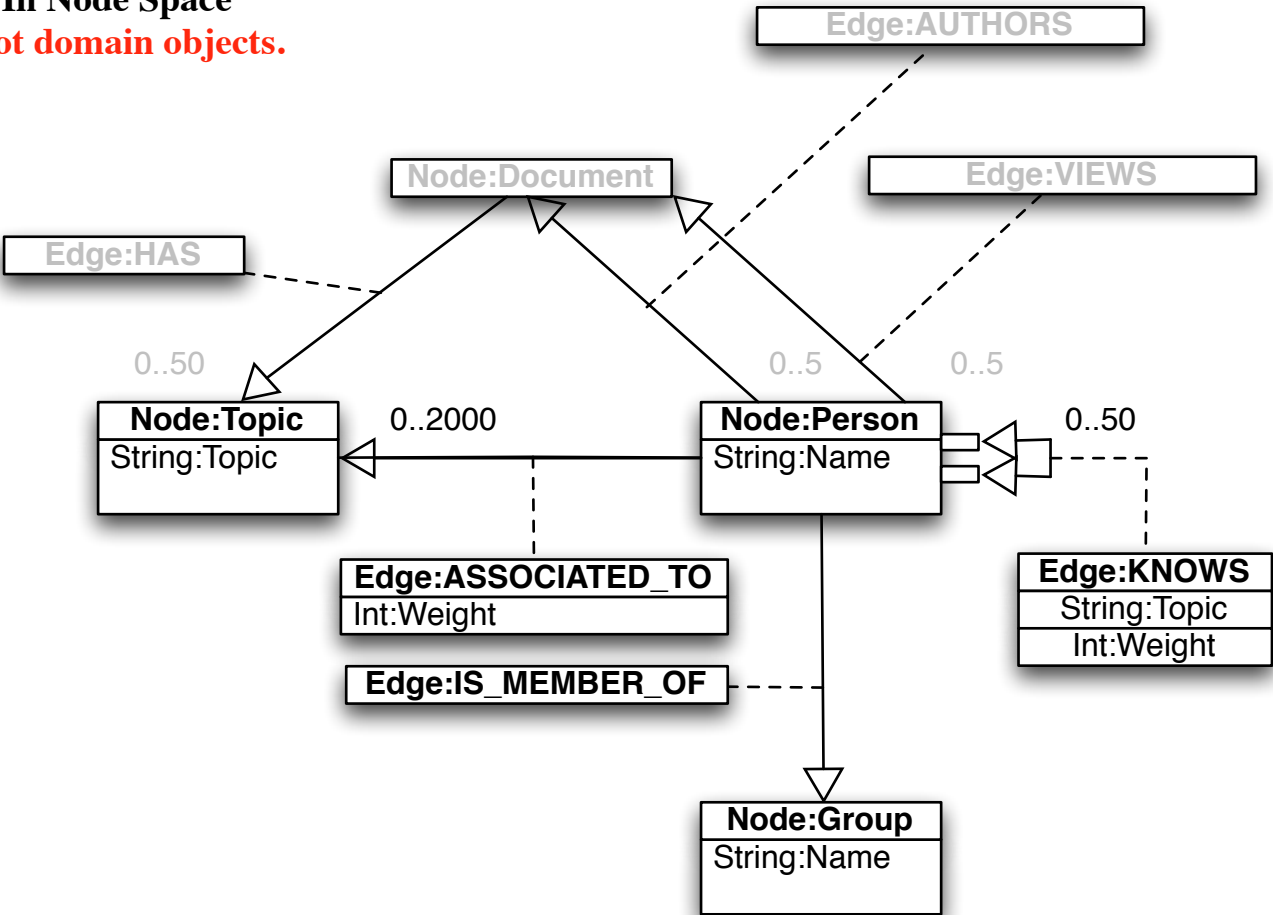 In Node Space
ot domain objects.
Edge:AUTHORS
Node:Document
Edge:VIEWS
Edge:HAS
0..50
0..5
0..5
Node:Topic
String:Topic
0..2000
Node:Person
String:Name
0..50
Edge:ASSOCIATED_TO
Int:Weight
Edge:KNOWS
String:Topic
Int:Weight
Edge:IS_MEMBER_OF
Node:Group
String:Name